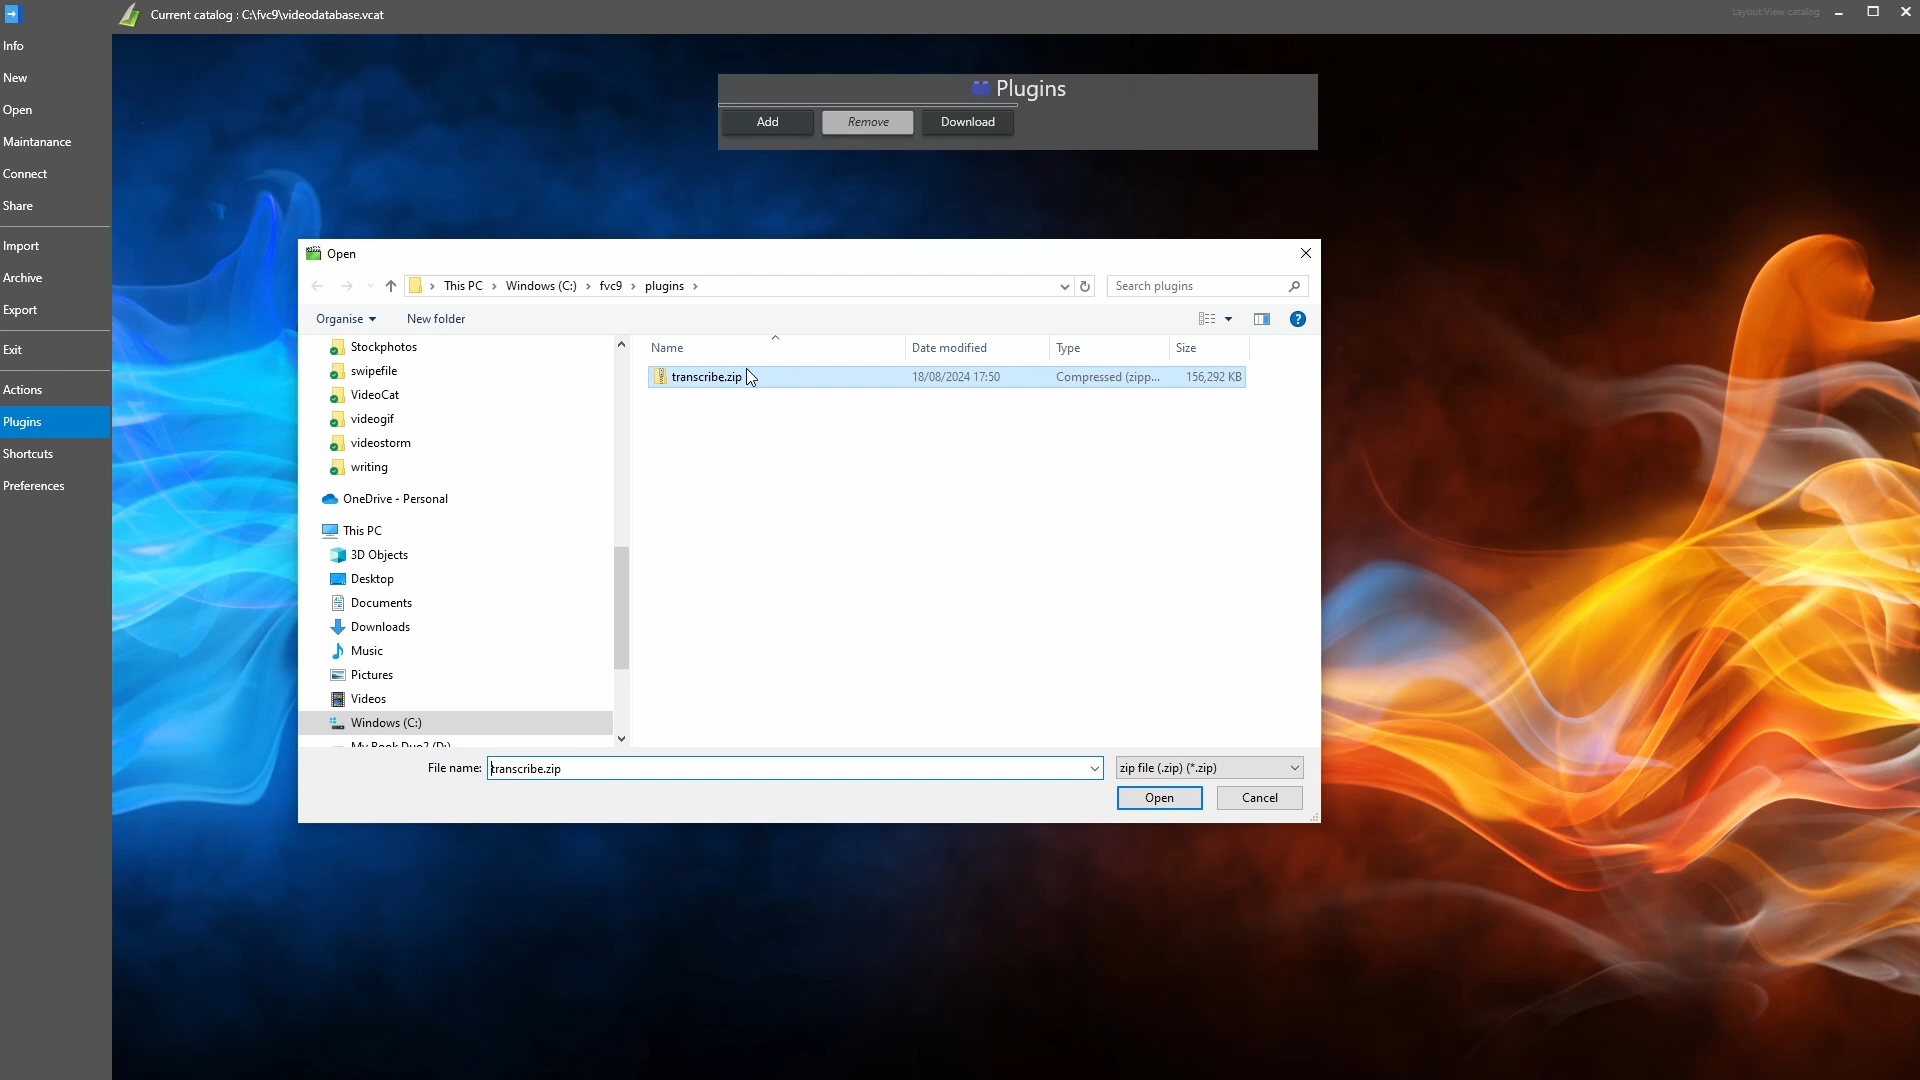 Current catalog : C:\fvc9\videodatabase.vcat
Layout:View catalog
Info
New
Open
Maintanance
Connect
Share
Import
Archive
Export
Exit
Actions
Plugins
Shortcuts
Preferences
Plugins
Add
Remove
Download
Open
This PC
Windows (C:)
fvc9
plugins
Search plugins
Organise
New folder
Stockphotos
swipefile
VideoCat
videogif
videostorm
writing
OneDrive - Personal
This PC
3D Objects
Desktop
Documents
Downloads
Music
Pictures
Videos
Windows (C:)
My Book Duo2 (D:)
Name
Date modified
Type
Size
transcribe.zip
18/08/2024 17:50
Compressed (zipp...
156,292 KB
File name:
transcribe.zip
zip file (.zip) (*.zip)
Open
Cancel